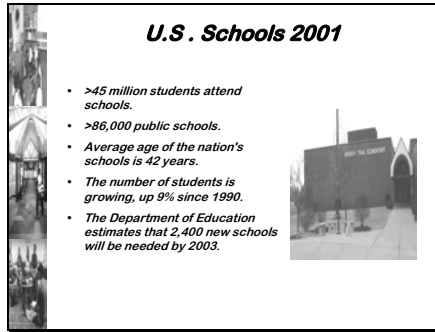 U.S . Schools 2001
• >45 million students attend
schools.
• >86,000 public schools.
• Average age of the nation's
schools is 42 years.
• The number of students is
growing, up 9% since 1990.
• The Department of Education
estimates that 2,400 new schools
will be needed by 2003.
ELEMENTARY